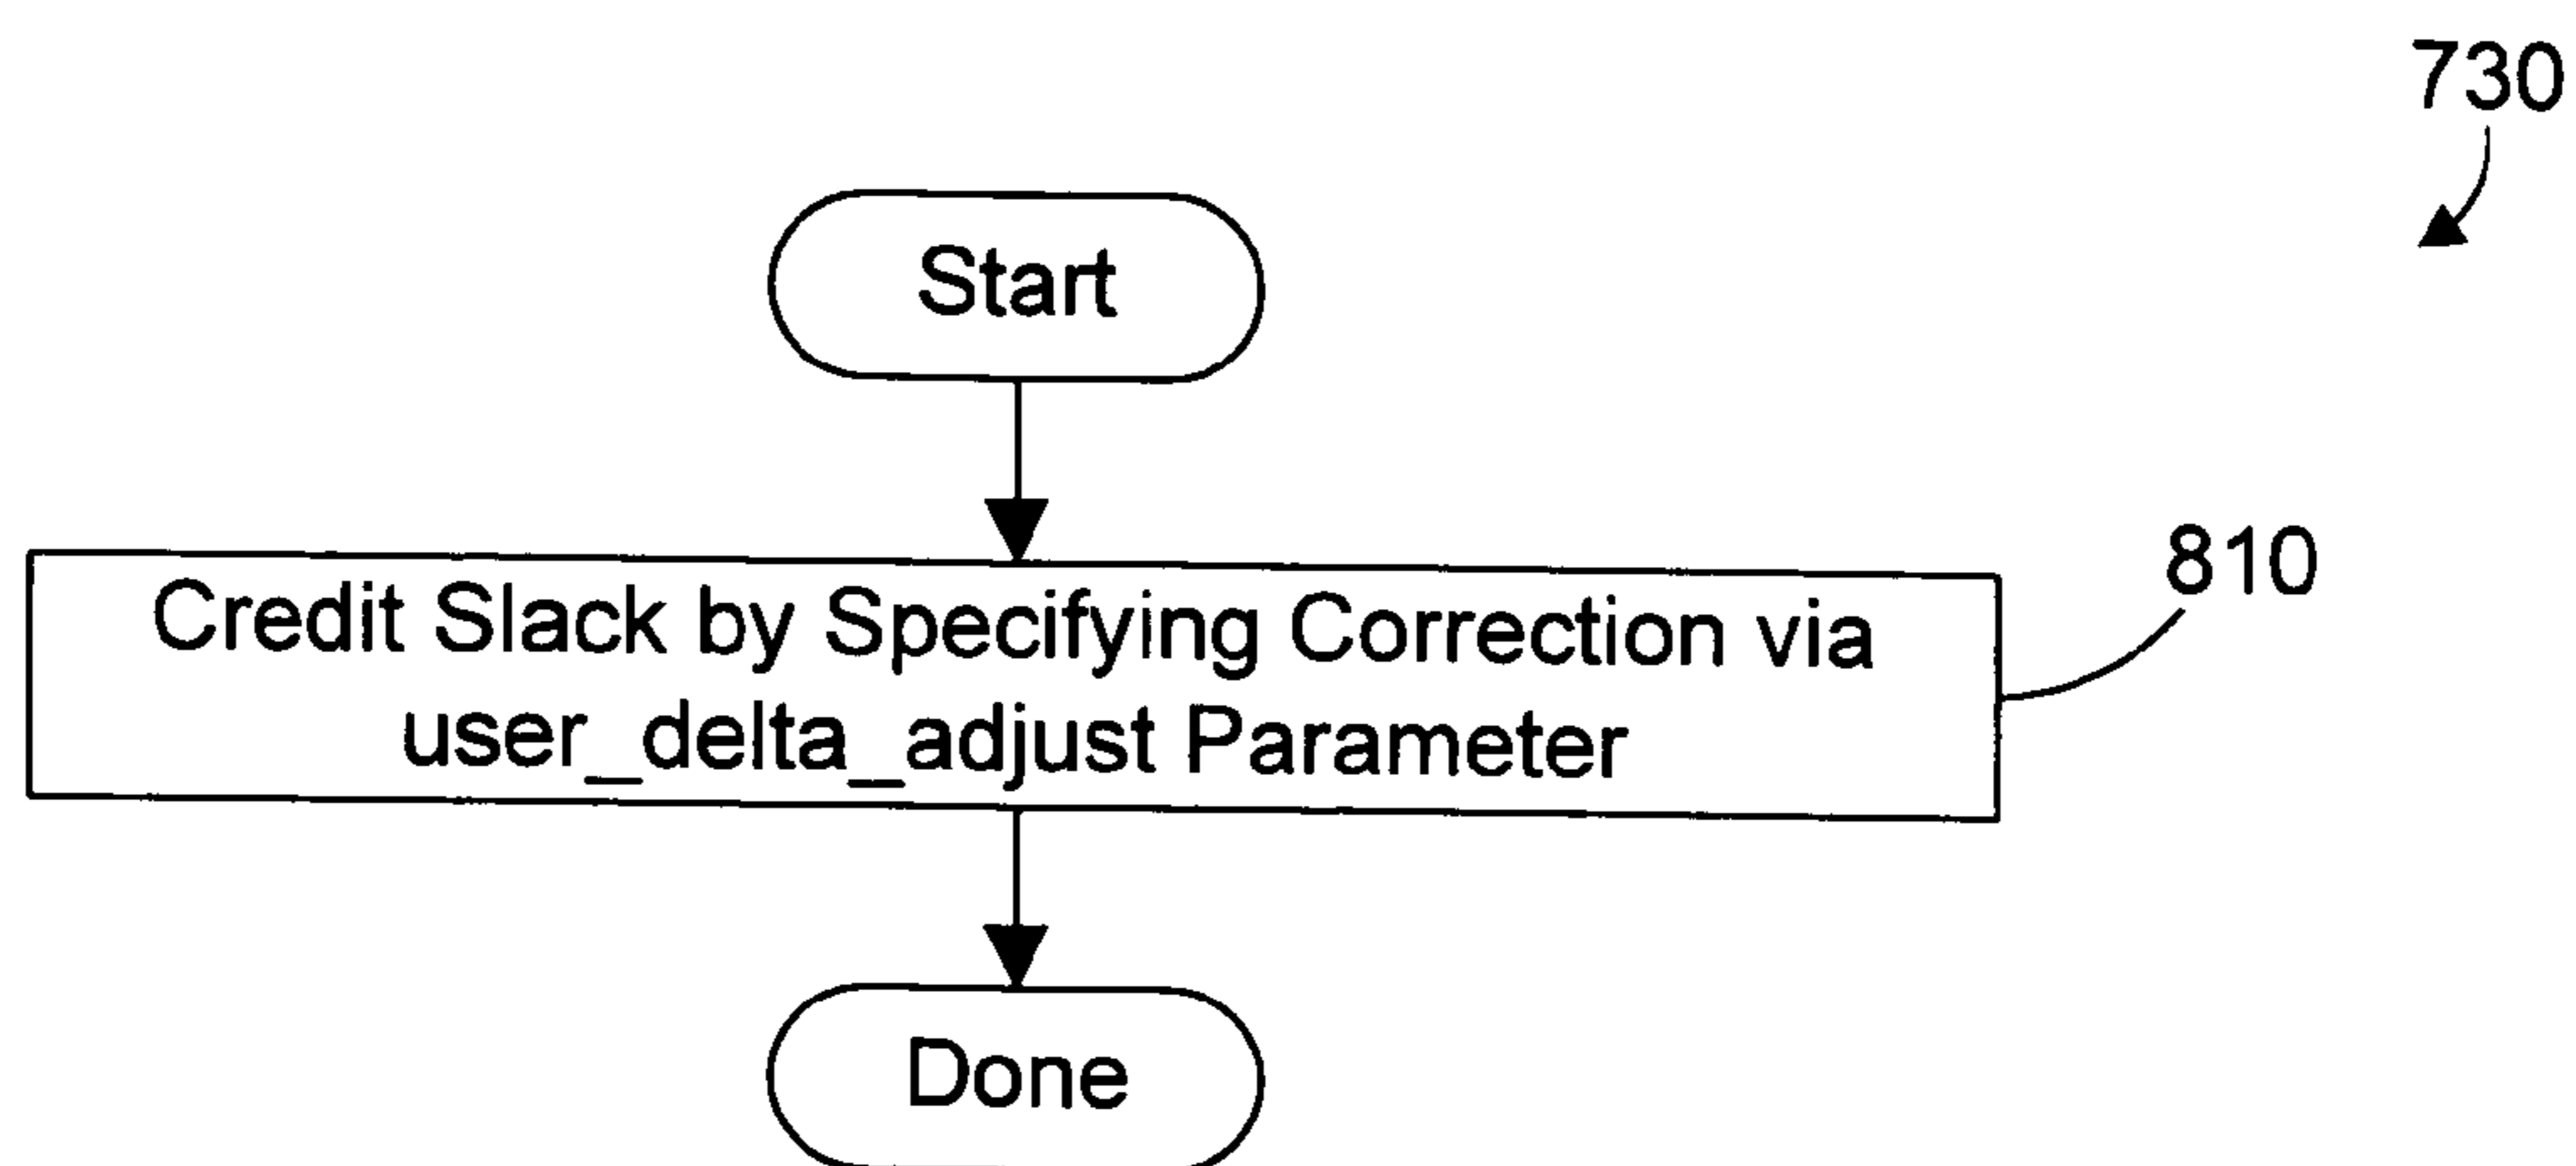 730
Start
Credit Slack by Specifying Correction via
user_delta_adjust Parameter
810
Done